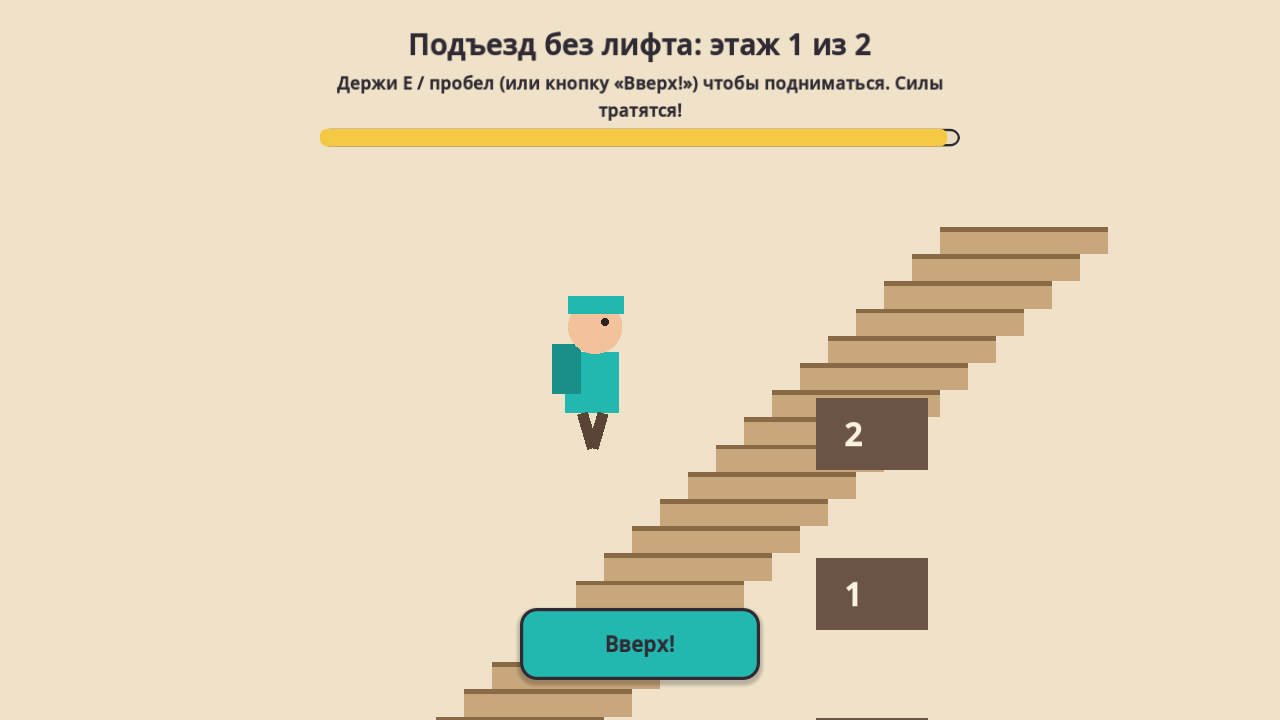 Подъезд без лифта: этаж 1 из 2
Держи E / пробел (или кнопку «Вверх!») чтобы подниматься. Силы
тратятся!
2
1
Вверх!